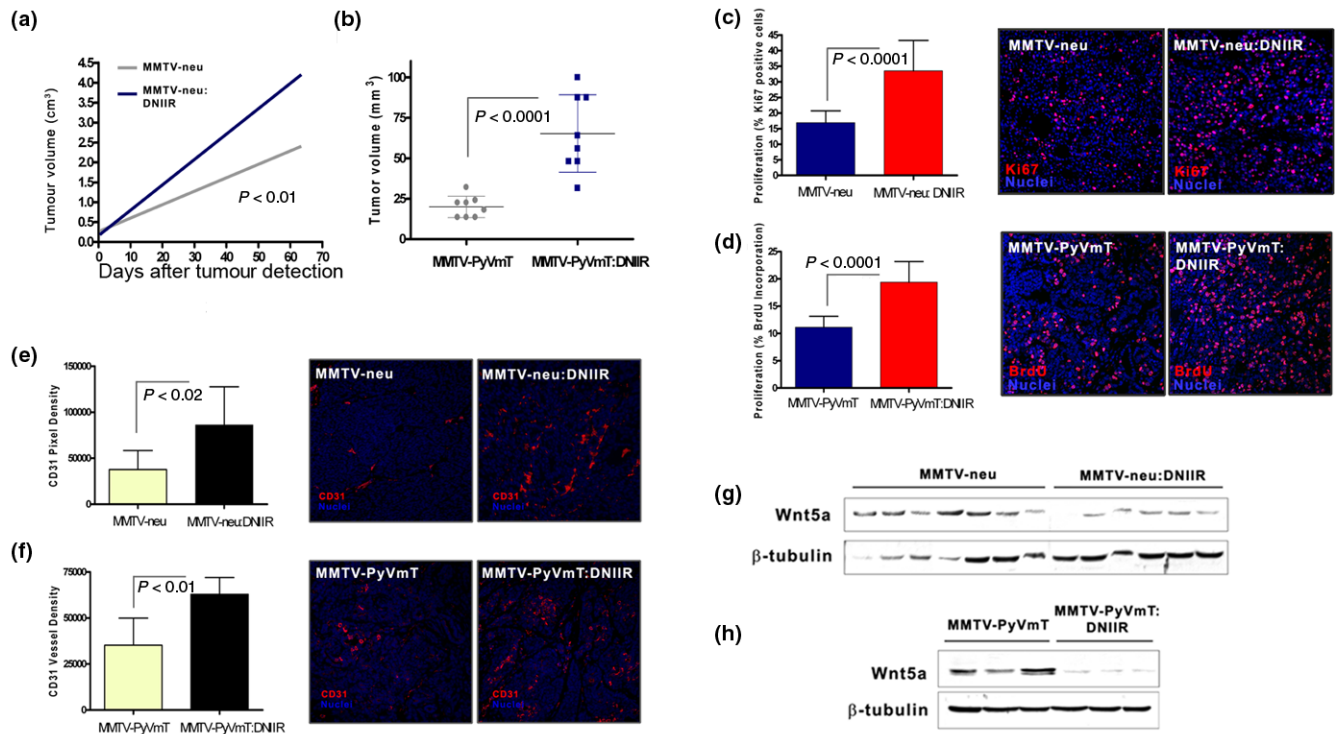 (a)
MMTV-neu
MMTV-neu:
DNIIR
Tumour volume (cm³)
4.5
4.0
3.5
3.0
2.5
2.0
1.5
1.0
0.5
0.0
P < 0.01
0 10 20 30 40 50 60 70
Days after tumour detection
(b)
Tumor volume (mm³)
100
75
50
25
0
P < 0.0001
MMTV-PyVmT MMTV-PyVmT:DNIIR
(c)
Proliferation (% Ki67 positive cells)
45
40
35
30
25
20
15
10
5
0
P < 0.0001
MMTV-neu MMTV-neu: DNIIR
MMTV-neu
Ki67
Nuclei
MMTV-neu:DNIIR
Ki67
Nuclei
(d)
Proliferation (% BrdU Incorporation)
25
20
15
10
5
0
P < 0.0001
MMTV-PyVmT MMTV-PyVmT:DNIIR
MMTV-PyVmT
BrdU
Nuclei
MMTV-PyVmT:
DNIIR
BrdU
Nuclei
(e)
CD31 Pixel Density
150000
100000
50000
0
P < 0.02
MMTV-neu MMTV-neu:DNIIR
MMTV-neu
CD31
Nuclei
MMTV-neu:DNIIR
CD31
Nuclei
(f)
CD31 Vessel Density
75000
50000
25000
0
P < 0.01
MMTV-PyVmT MMTV-PyVmT:DNIIR
MMTV-PyVmT
CD31
Nuclei
MMTV-PyVmT:DNIIR
CD31
Nuclei
(g)
MMTV-neu MMTV-neu:DNIIR
Wnt5a
β-tubulin
(h)
MMTV-PyVmT MMTV-PyVmT:
DNIIR
Wnt5a
β-tubulin